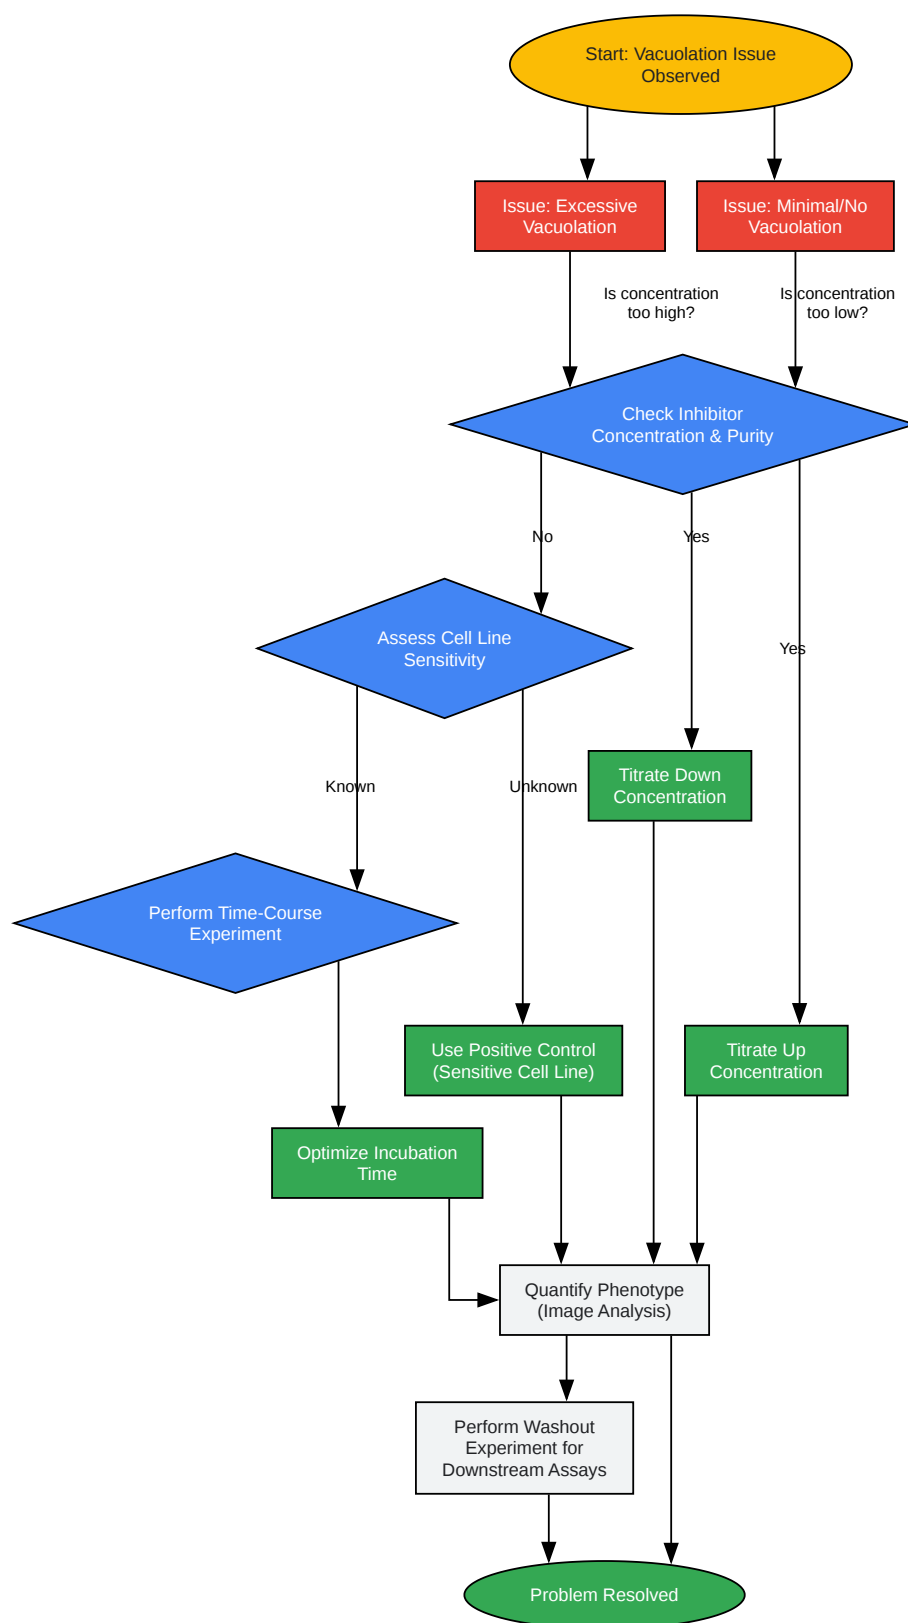 Start: Vacuolation Issue
Observed
Issue: Excessive
Vacuolation
Issue: Minimal/No
Vacuolation
Is concentration
too high?
Is concentration
too low?
Check Inhibitor
Concentration & Purity
No
Yes
Assess Cell Line
Sensitivity
Yes
Titrate Down
Concentration
Known
Unknown
Perform Time-Course
Experiment
Use Positive Control
(Sensitive Cell Line)
Titrate Up
Concentration
Optimize Incubation
Time
Quantify Phenotype
(Image Analysis)
Perform Washout
Experiment for
Downstream Assays
Problem Resolved